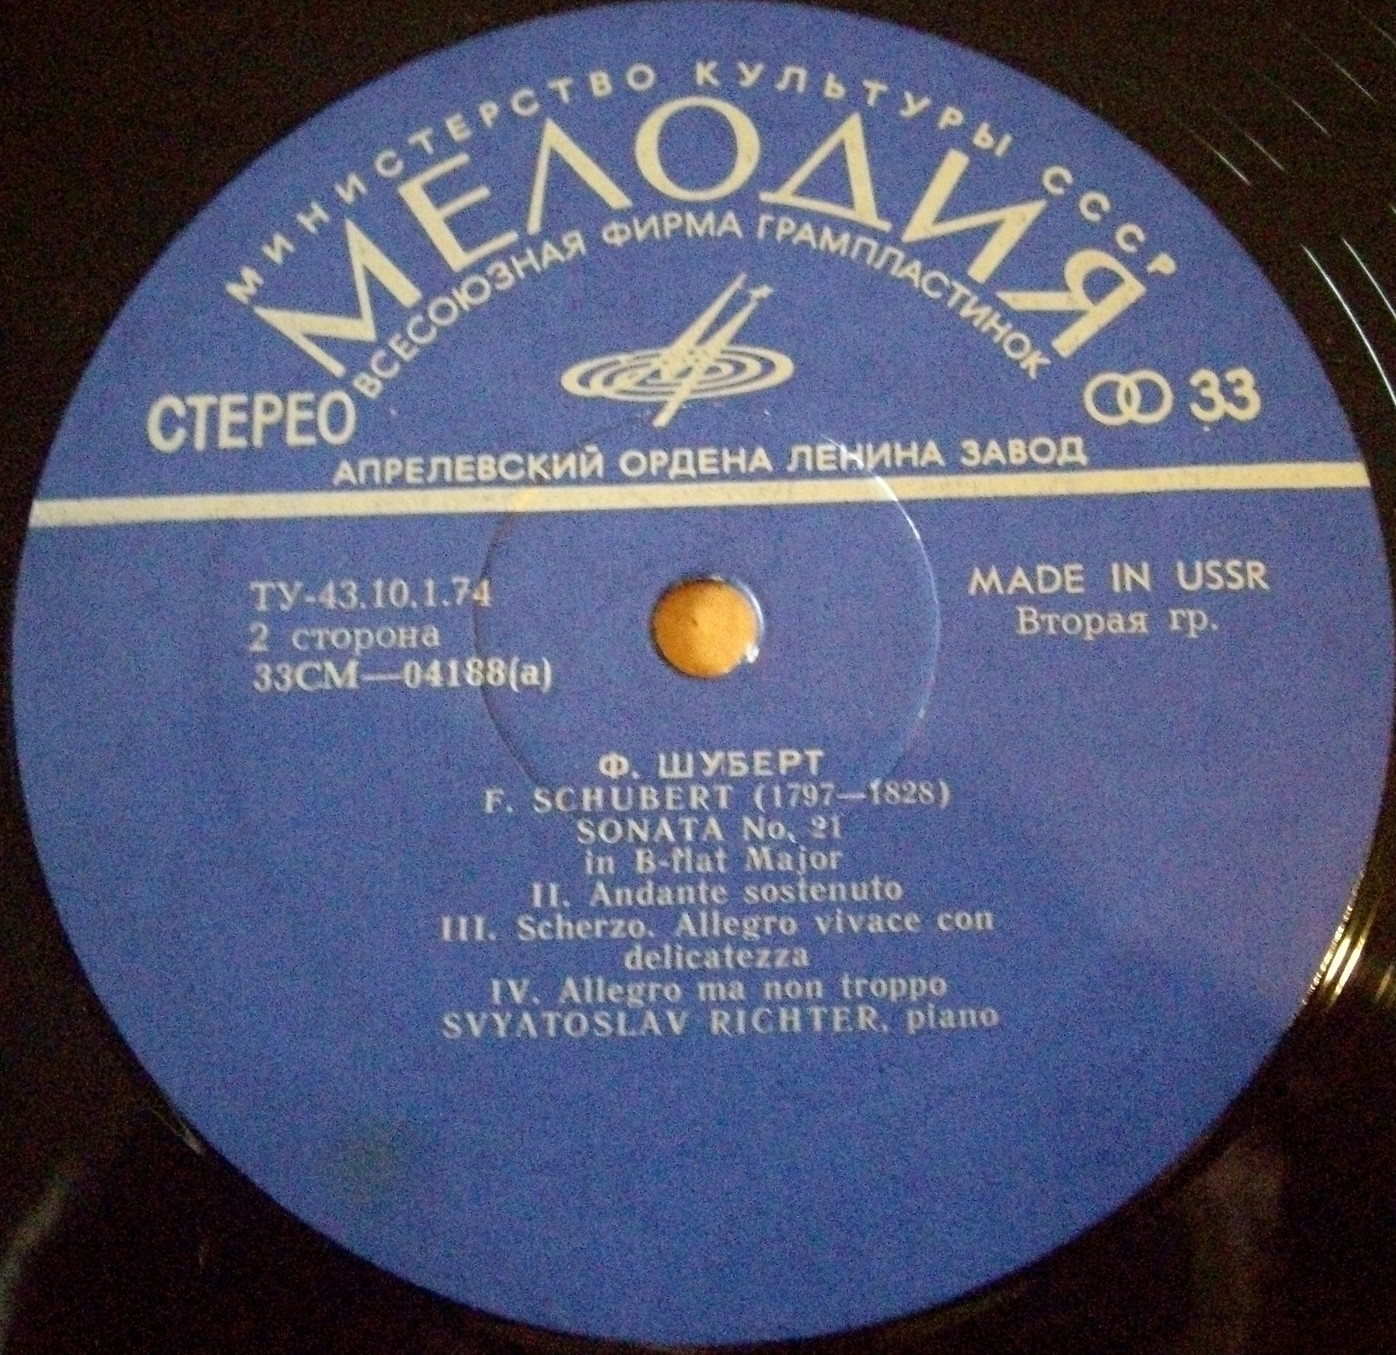 МИНИСТЕРСТВО КУЛЬТУРЫ СССР
МЕЛОДИЯ
ВСЕСОЮЗНАЯ ФИРМА ГРАМПЛАСТИНОК
СТЕРЕО
33
АПРЕЛЕВСКИЙ ОРДЕНА ЛЕНИНА ЗАВОД
ТУ-43.10.1.74
2 сторона
33СМ—04188(а)
MADE IN USSR
Вторая гр.
Ф. ШУБЕРТ
F. SCHUBERT (1797—1828)
SONATA No. 21
in B-flat Major
II. Andante sostenuto
III. Scherzo. Allegro vivace con
delicatezza
IV. Allegro ma non troppo
SVYATOSLAV RICHTER, piano